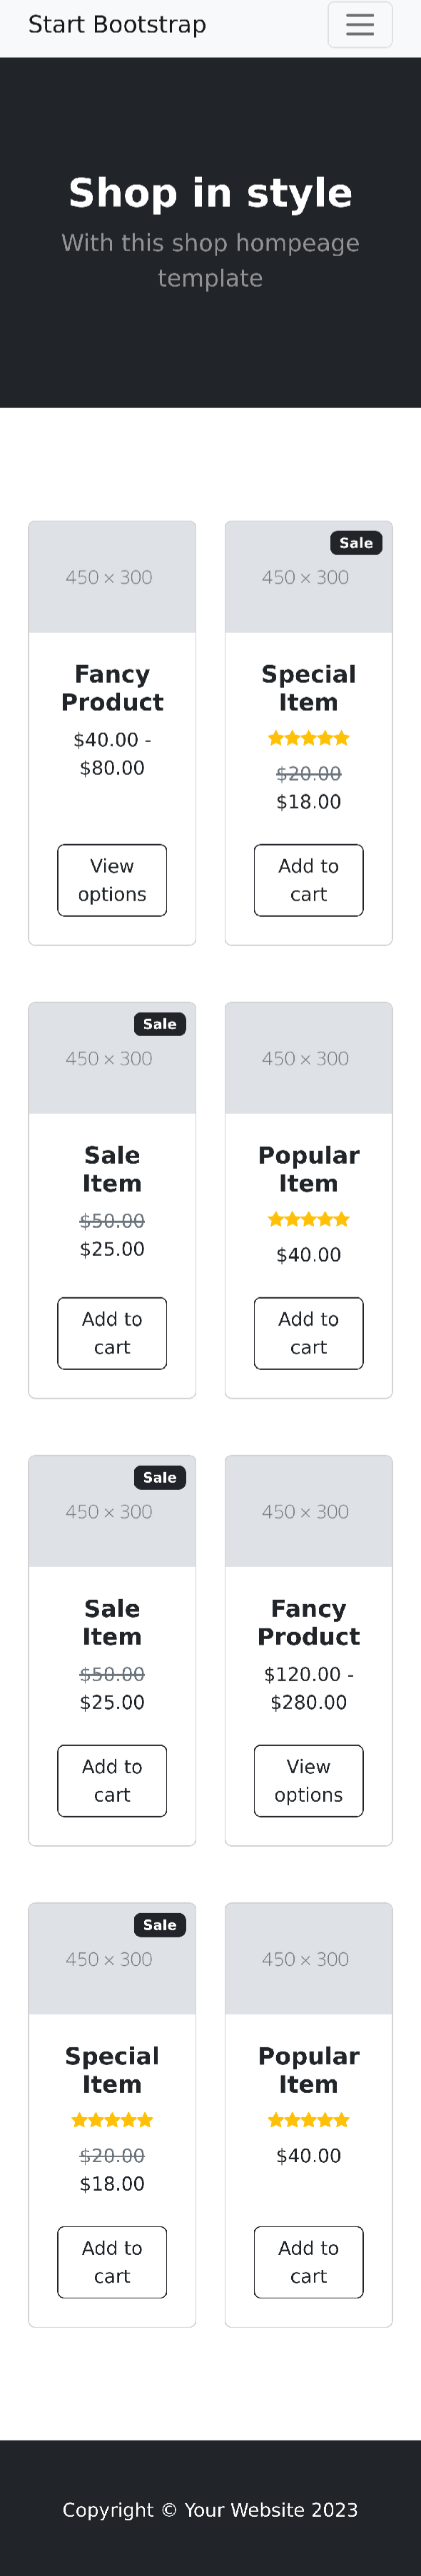 Start Bootstrap
Shop in style
With this shop hompeage
template
450 × 300
Fancy
Product
$40.00 -
$80.00
View
options
Sale
450 × 300
Special
Item
$20.00
$18.00
Add to
cart
Sale
450 × 300
Sale
Item
$50.00
$25.00
Add to
cart
450 × 300
Popular
Item
$40.00
Add to
cart
Sale
450 × 300
Sale
Item
$50.00
$25.00
Add to
cart
450 × 300
Fancy
Product
$120.00 -
$280.00
View
options
Sale
450 × 300
Special
Item
$20.00
$18.00
Add to
cart
450 × 300
Popular
Item
$40.00
Add to
cart
Copyright © Your Website 2023